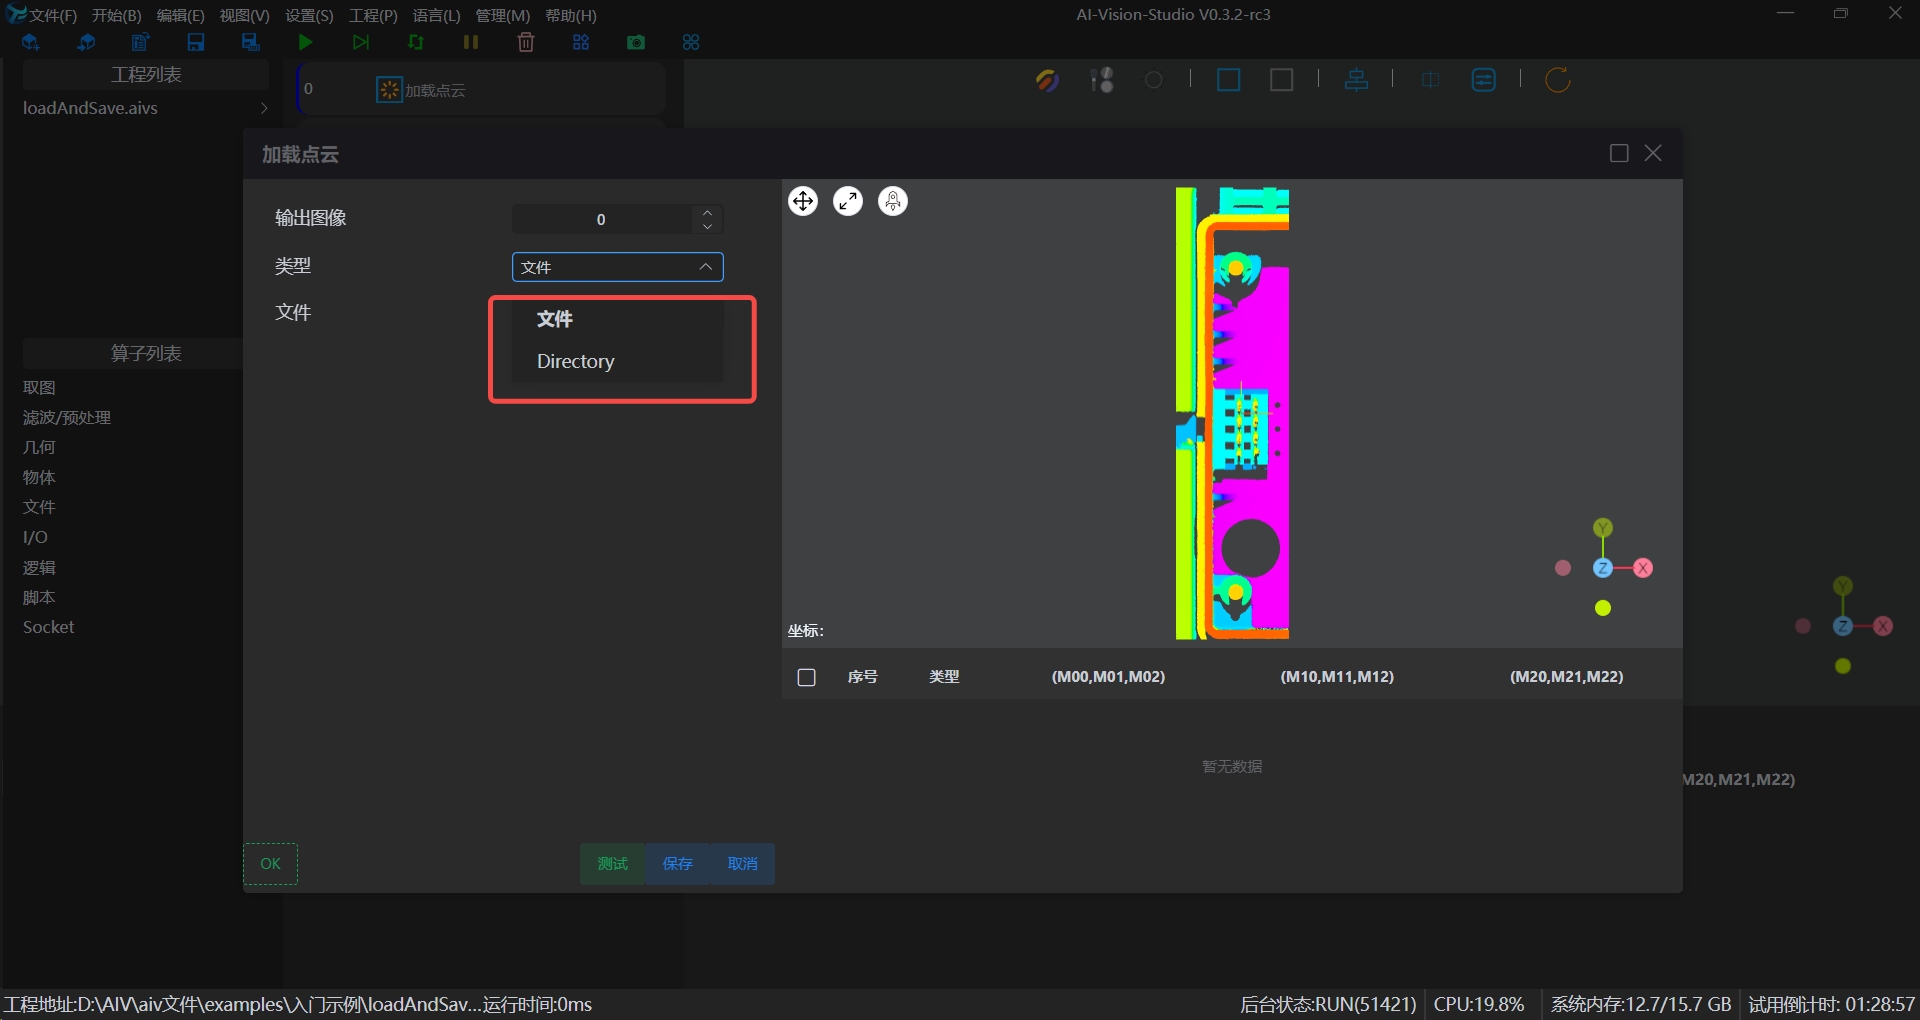 文件(F) 开始(B) 编辑(E) 视图(V) 设置(S) 工程(P) 语言(L) 管理(M) 帮助(H)
AI-Vision-Studio V0.3.2-rc3
工程列表
loadAndSave.aivs
0 加载点云
加载点云
输出图像 0
类型 文件
文件
文件
Directory
算子列表
取图
滤波/预处理
几何
物体
文件
I/O
逻辑
脚本
Socket
Y
Z X
坐标:
Y
Z X
序号 类型 (M00,M01,M02) (M10,M11,M12) (M20,M21,M22)
暂无数据
M20,M21,M22)
OK 测试 保存 取消
工程地址:D:\AIV\aiv文件\examples\入门示例\loadAndSav...运行时间:0ms
后台状态:RUN(51421) CPU:19.8% 系统内存:12.7/15.7 GB 试用倒计时: 01:28:57